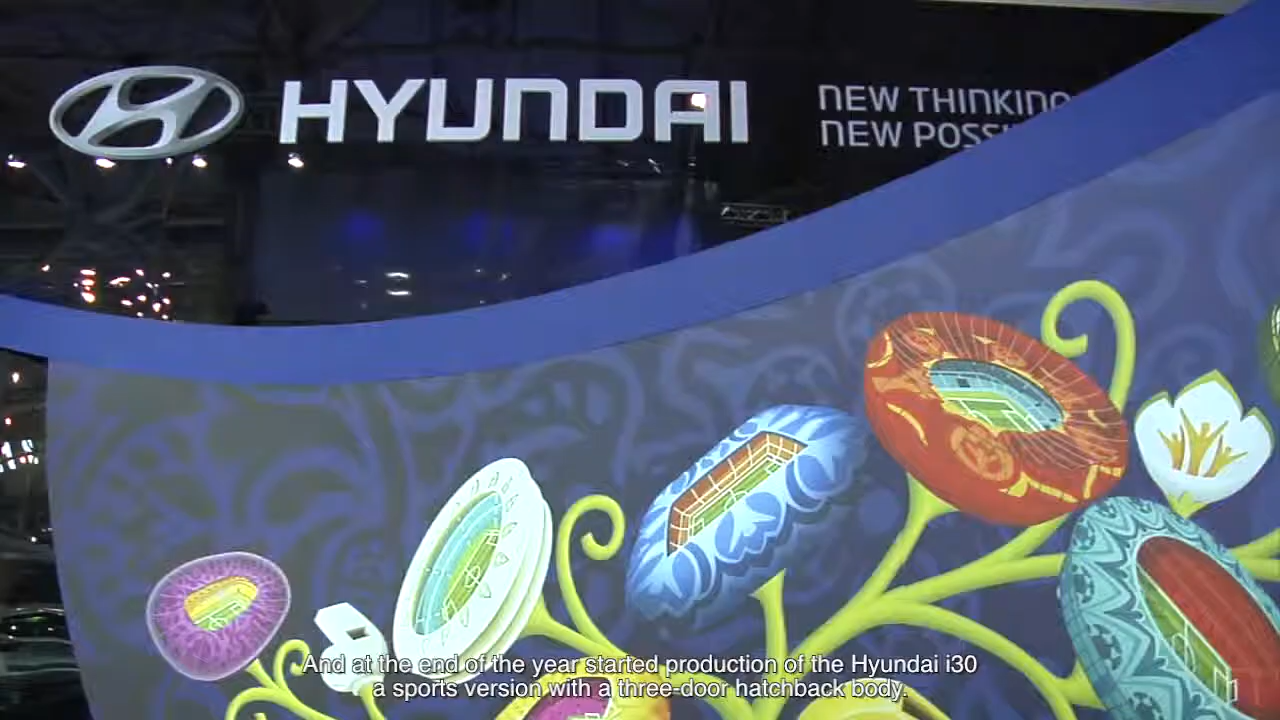 HYUNDAI
NEW THINKING
NEW POSSI
And at the end of the year started production of the Hyundai i30
a sports version with a three-door hatchback body.